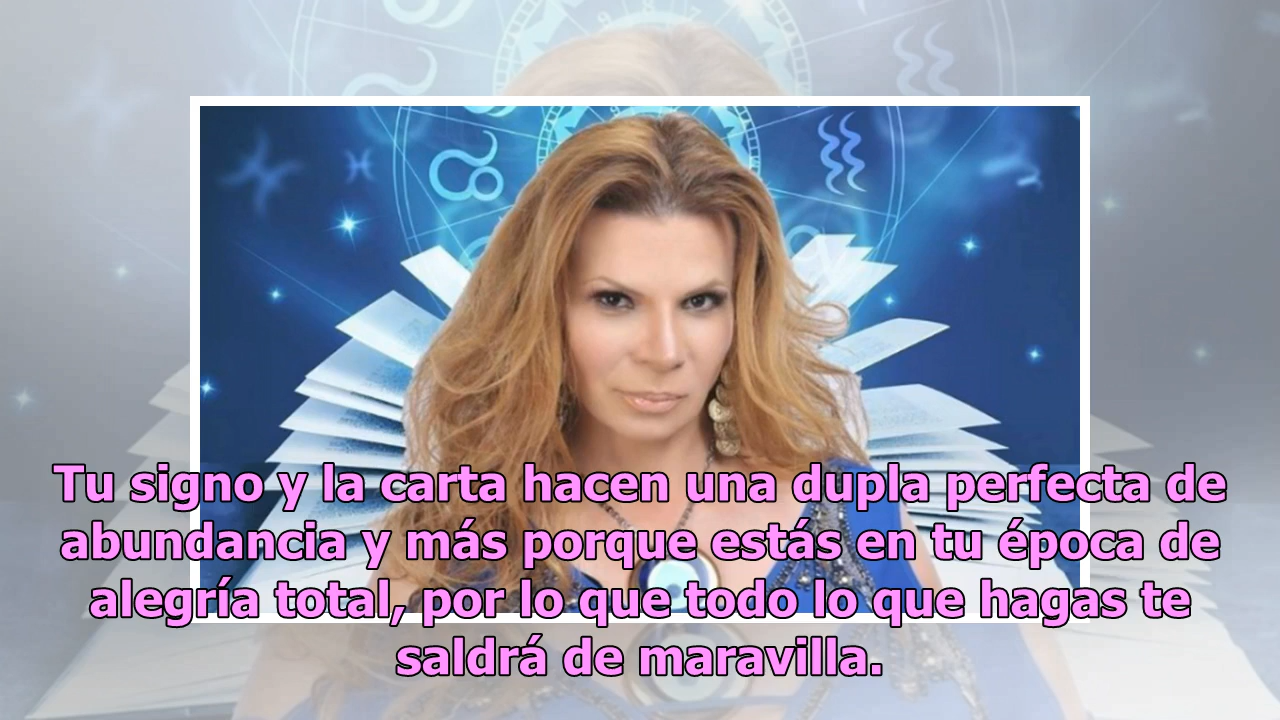 Tu signo y la carta hacen una dupla perfecta de
abundancia y más porque estás en tu época de
alegría total, por lo que todo lo que hagas te
saldrá de maravilla.